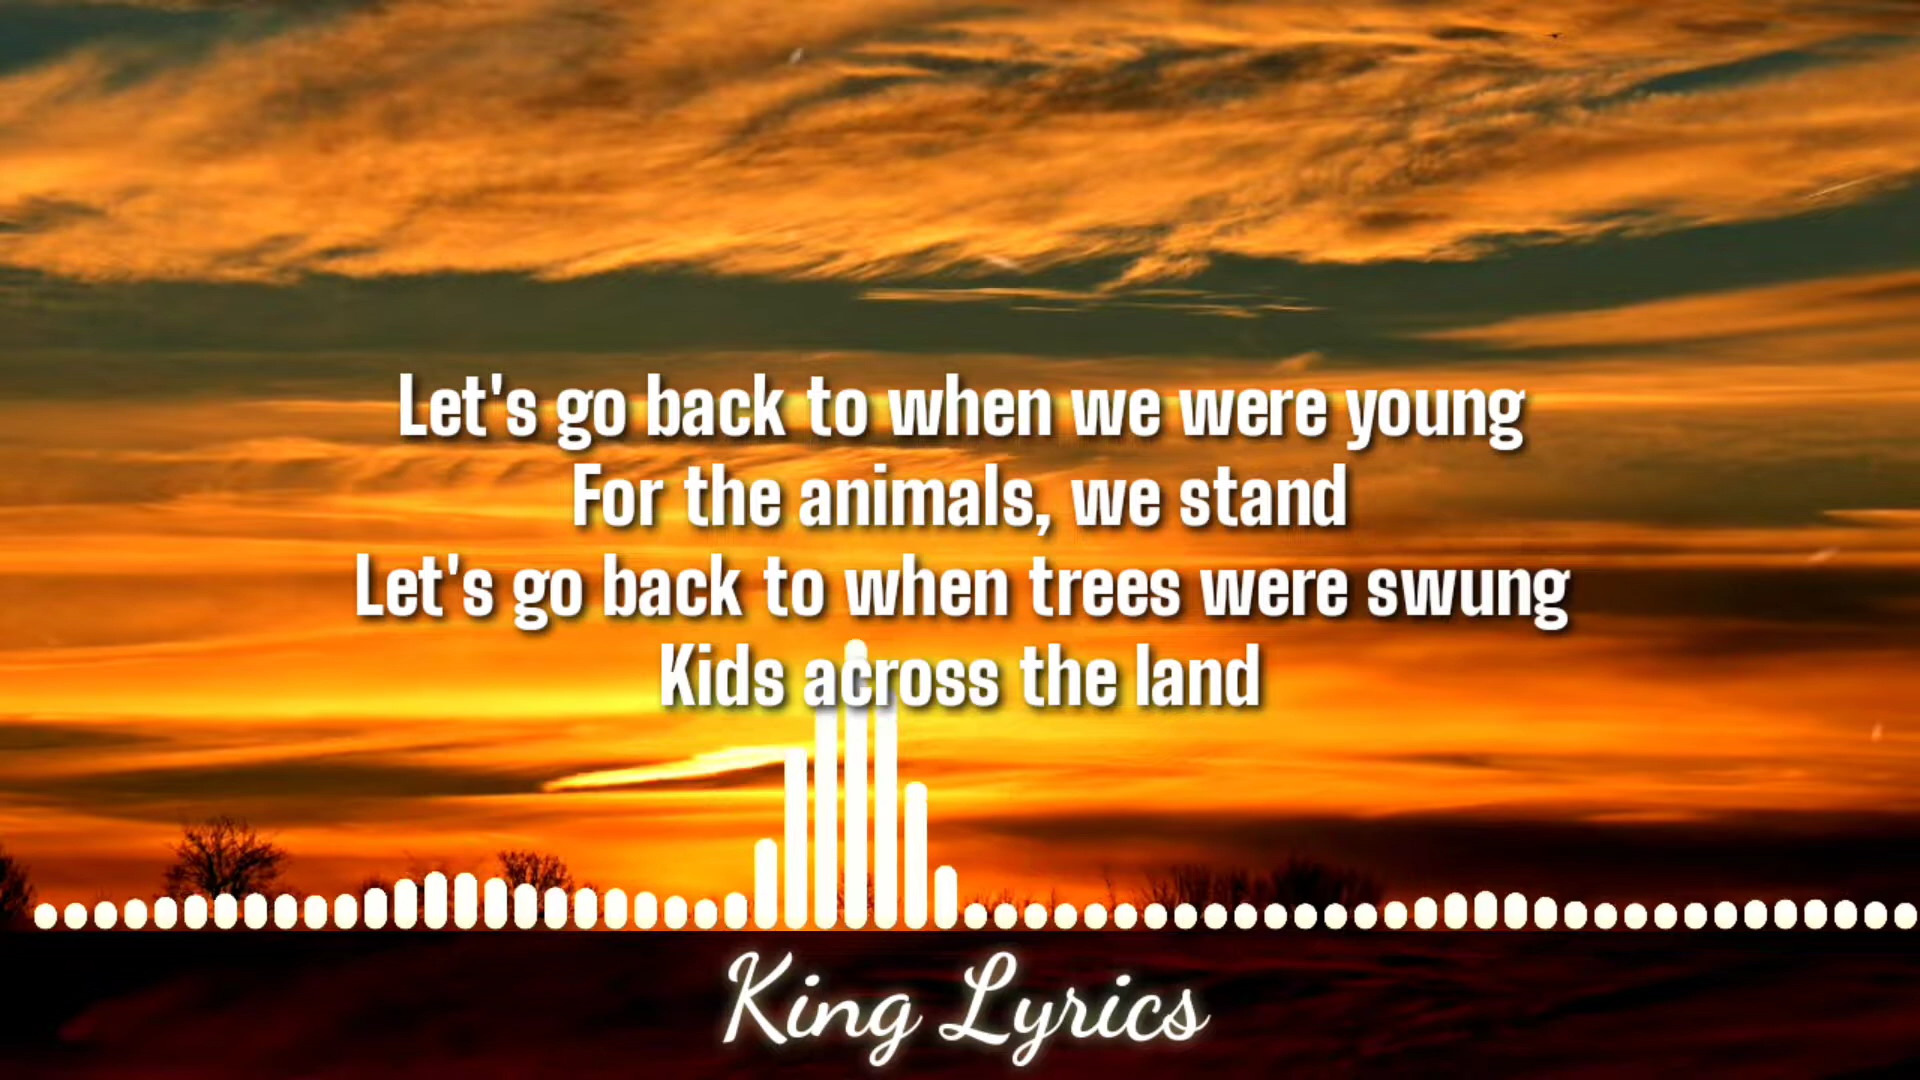 Let's go back to when we were young
For the animals, we stand
Let's go back to when trees were swung
Kids across the land
King Lyrics